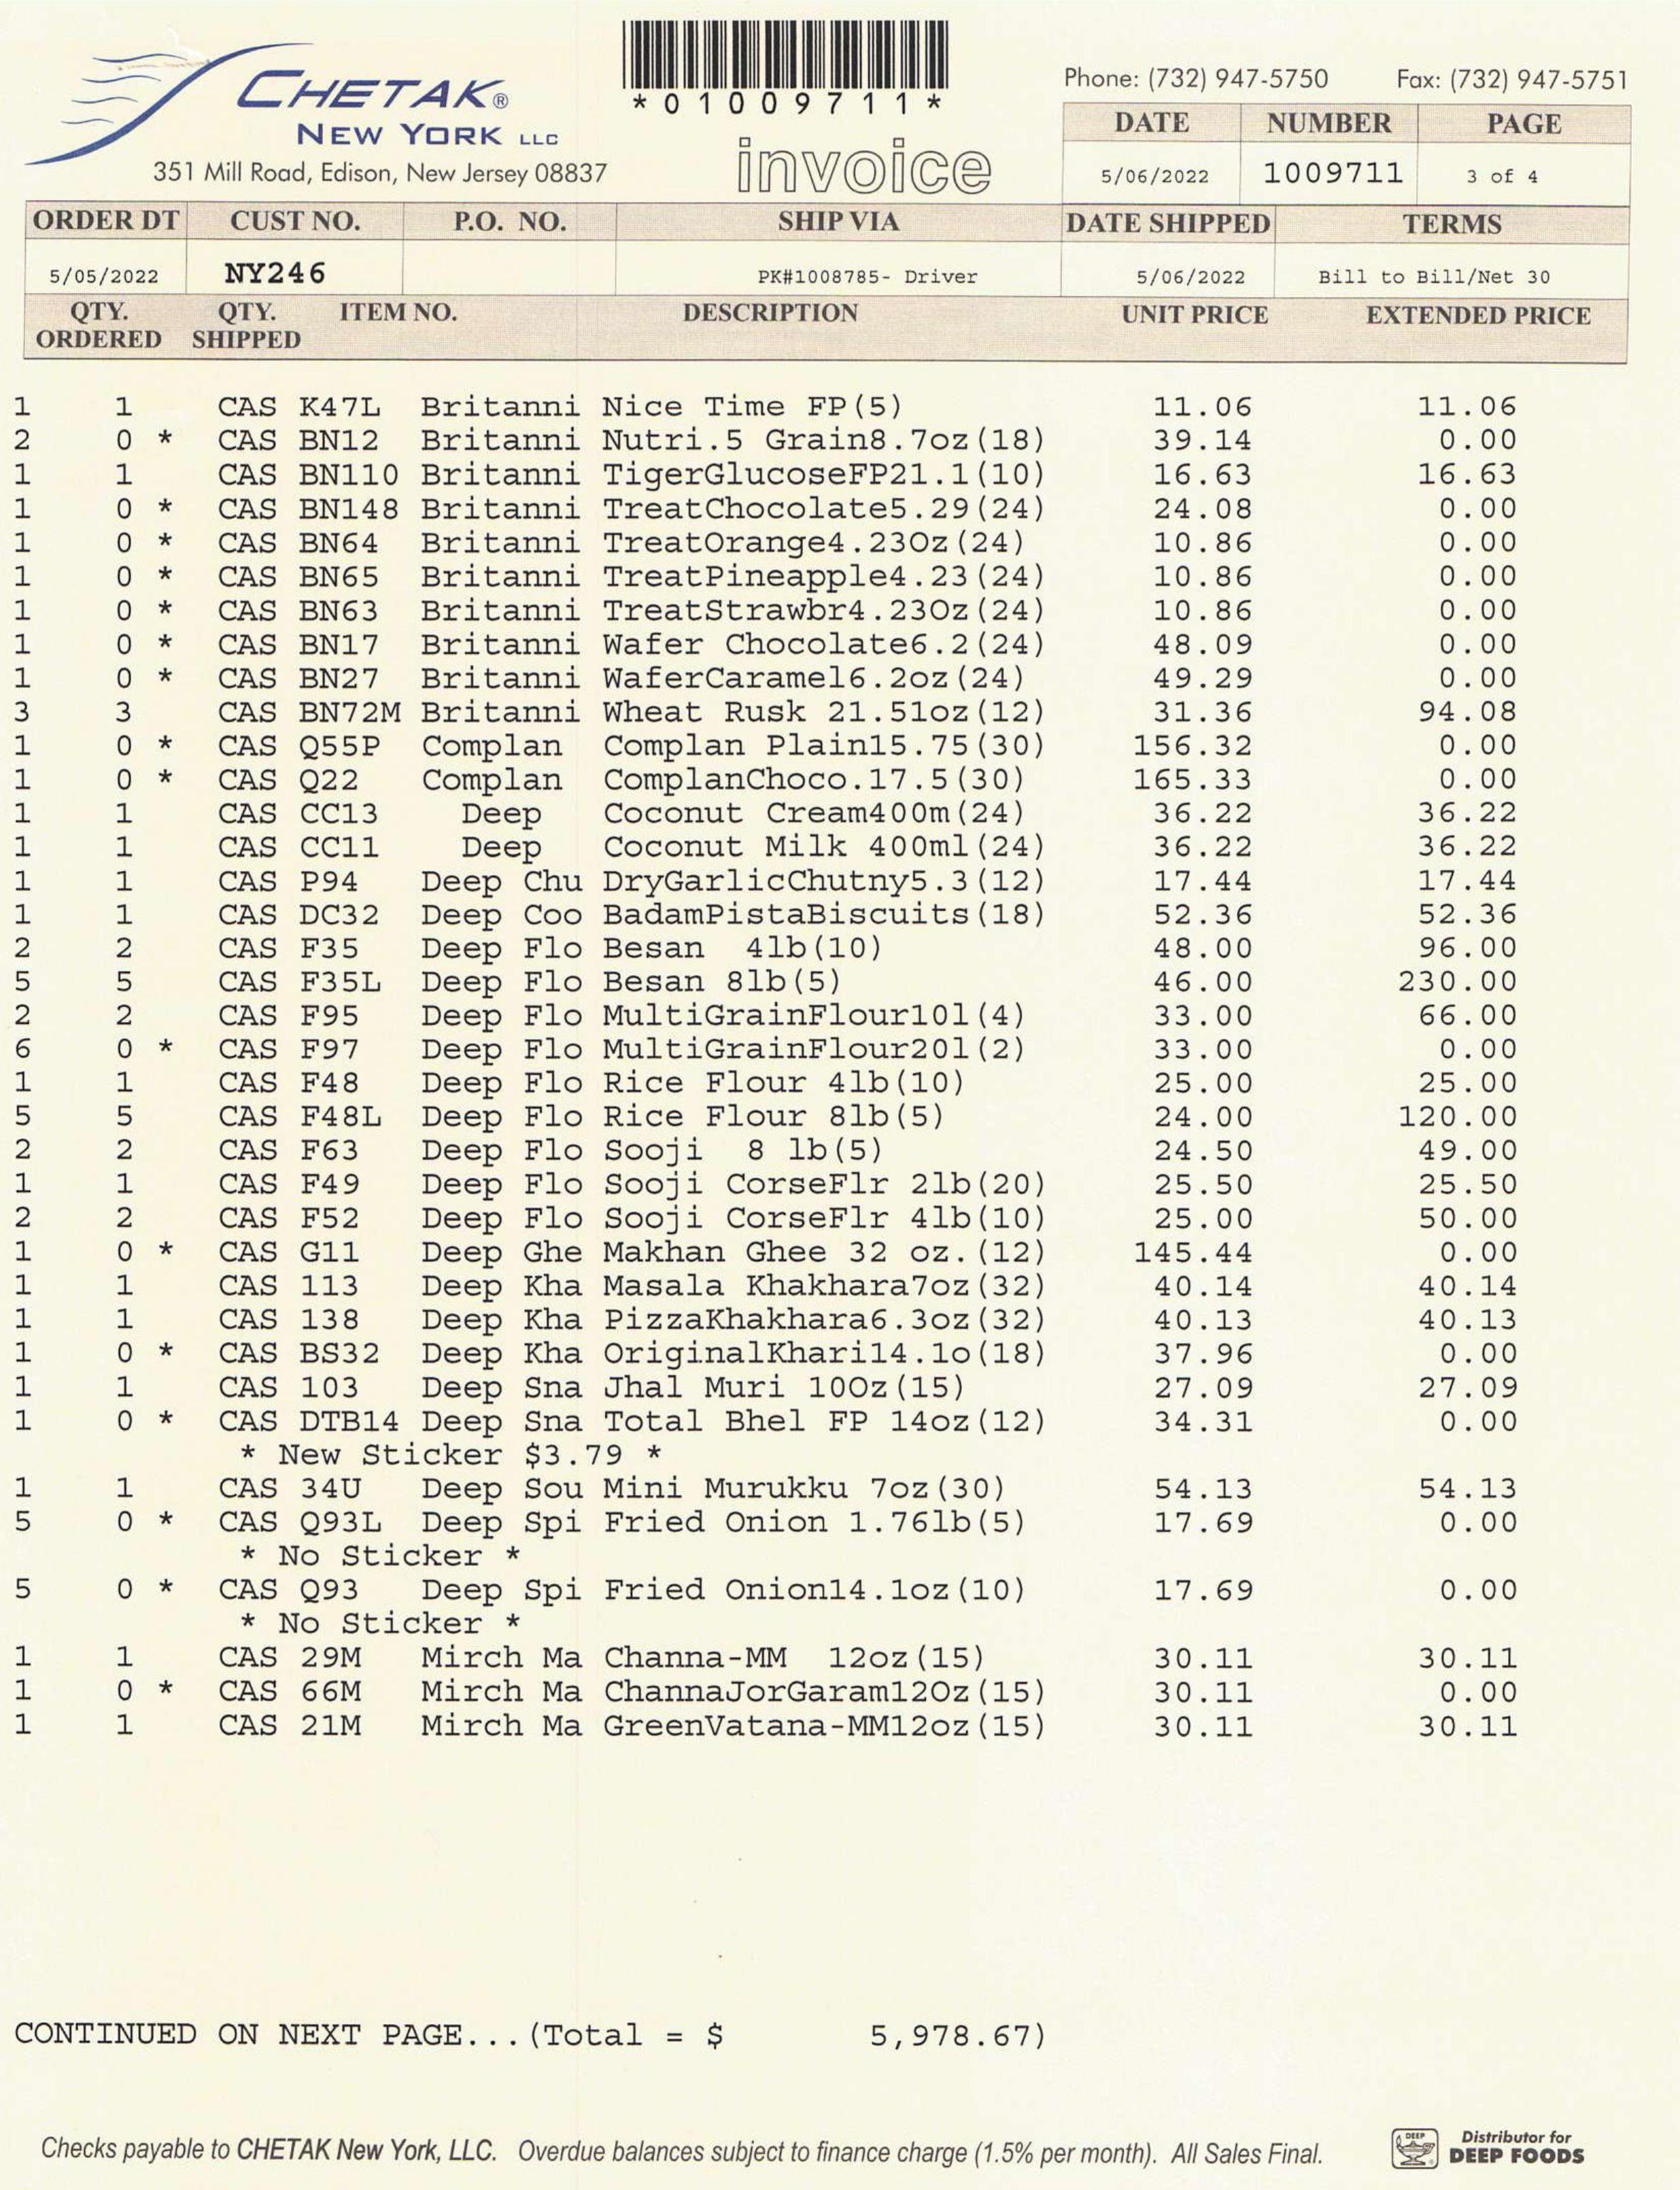 CHETAK®
NEW YORK LLC
351 Mill Road, Edison, New Jersey 08837
*01009711*
invoice
Phone: (732) 947-5750 Fax: (732) 947-5751
DATE NUMBER PAGE
5/06/2022 1009711 3 of 4
ORDER DT CUST NO. P.O. NO. SHIP VIA DATE SHIPPED TERMS
5/05/2022 NY246 PK#1008785- Driver 5/06/2022 Bill to Bill/Net 30
QTY. ORDERED QTY. SHIPPED ITEM NO. DESCRIPTION UNIT PRICE EXTENDED PRICE
1 1 CAS K47L Britanni Nice Time FP(5) 11.06 11.06
2 0 * CAS BN12 Britanni Nutri.5 Grain8.7oz(18) 39.14 0.00
1 1 CAS BN110 Britanni TigerGlucoseFP21.1(10) 16.63 16.63
1 0 * CAS BN148 Britanni TreatChocolate5.29(24) 24.08 0.00
1 0 * CAS BN64 Britanni TreatOrange4.23Oz(24) 10.86 0.00
1 0 * CAS BN65 Britanni TreatPineapple4.23(24) 10.86 0.00
1 0 * CAS BN63 Britanni TreatStrawbr4.23Oz(24) 10.86 0.00
1 0 * CAS BN17 Britanni Wafer Chocolate6.2(24) 48.09 0.00
1 0 * CAS BN27 Britanni WaferCaramel6.2oz(24) 49.29 0.00
3 3 CAS BN72M Britanni Wheat Rusk 21.51oz(12) 31.36 94.08
1 0 * CAS Q55P Complan Complan Plain15.75(30) 156.32 0.00
1 0 * CAS Q22 Complan ComplanChoco.17.5(30) 165.33 0.00
1 1 CAS CC13 Deep Coconut Cream400m(24) 36.22 36.22
1 1 CAS CC11 Deep Coconut Milk 400ml(24) 36.22 36.22
1 1 CAS P94 Deep Chu DryGarlicChutny5.3(12) 17.44 17.44
1 1 CAS DC32 Deep Coo BadamPistaBiscuits(18) 52.36 52.36
2 2 CAS F35 Deep Flo Besan 4lb(10) 48.00 96.00
5 5 CAS F35L Deep Flo Besan 8lb(5) 46.00 230.00
2 2 CAS F95 Deep Flo MultiGrainFlour10l(4) 33.00 66.00
6 0 * CAS F97 Deep Flo MultiGrainFlour20l(2) 33.00 0.00
1 1 CAS F48 Deep Flo Rice Flour 4lb(10) 25.00 25.00
5 5 CAS F48L Deep Flo Rice Flour 8lb(5) 24.00 120.00
2 2 CAS F63 Deep Flo Sooji 8 lb(5) 24.50 49.00
1 1 CAS F49 Deep Flo Sooji CorseFlr 2lb(20) 25.50 25.50
2 2 CAS F52 Deep Flo Sooji CorseFlr 4lb(10) 25.00 50.00
1 0 * CAS G11 Deep Ghe Makhan Ghee 32 oz.(12) 145.44 0.00
1 1 CAS 113 Deep Kha Masala Khakhara7oz(32) 40.14 40.14
1 1 CAS 138 Deep Kha PizzaKhakhara6.3oz(32) 40.13 40.13
1 0 * CAS BS32 Deep Kha OriginalKhari14.1o(18) 37.96 0.00
1 1 CAS 103 Deep Sna Jhal Muri 10Oz(15) 27.09 27.09
1 0 * CAS DTB14 Deep Sna Total Bhel FP 14oz(12) 34.31 0.00
* New Sticker $3.79 *
1 1 CAS 34U Deep Sou Mini Murukku 7oz(30) 54.13 54.13
5 0 * CAS Q93L Deep Spi Fried Onion 1.76lb(5) 17.69 0.00
* No Sticker *
5 0 * CAS Q93 Deep Spi Fried Onion14.1oz(10) 17.69 0.00
* No Sticker *
1 1 CAS 29M Mirch Ma Channa-MM 12oz(15) 30.11 30.11
1 0 * CAS 66M Mirch Ma ChannaJorGaram12Oz(15) 30.11 0.00
1 1 CAS 21M Mirch Ma GreenVatana-MM12oz(15) 30.11 30.11
CONTINUED ON NEXT PAGE...(Total = $ 5,978.67)
Checks payable to CHETAK New York, LLC. Overdue balances subject to finance charge (1.5% per month). All Sales Final.
DEEP
Distributor for
DEEP FOODS